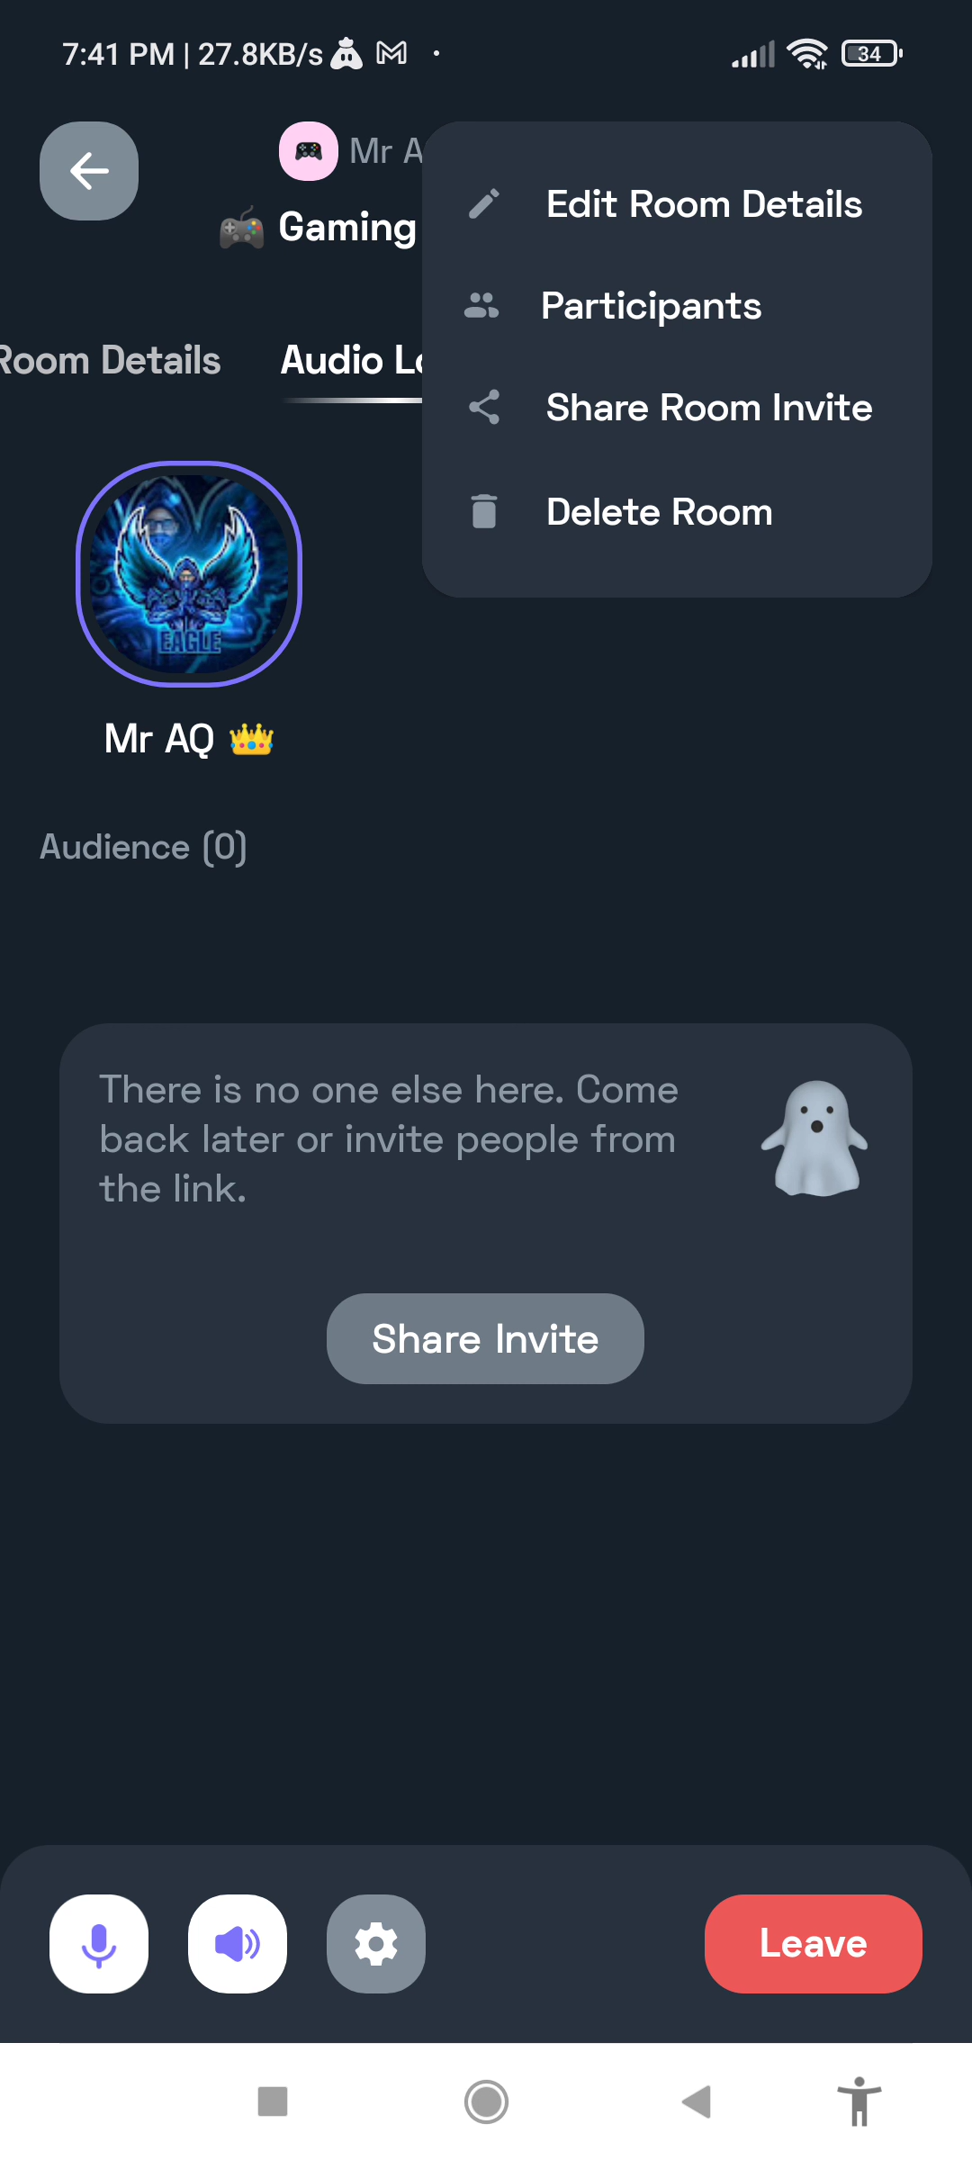 7:41 PM | 27.8KB/s
34
Mr A
Gaming
Edit Room Details
Participants
Share Room Invite
Delete Room
Room Details
Audio Lo
EAGLE
Mr AQ
Audience (0)
There is no one else here. Come
back later or invite people from
the link.
Share Invite
Leave